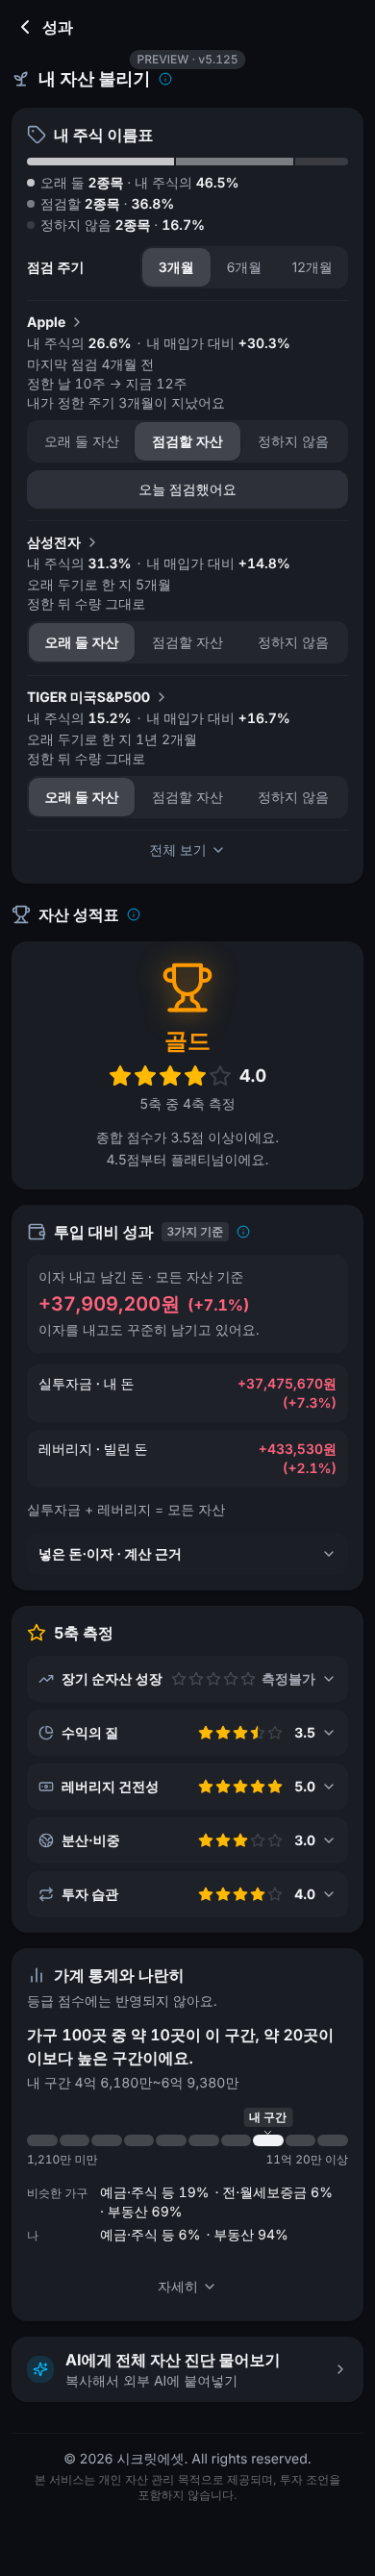 성과
PREVIEW · v5.125
내 자산 불리기
내 주식 이름표
오래 둘 2종목 · 내 주식의 46.5%
점검할 2종목 · 36.8%
정하지 않음 2종목 · 16.7%
점검 주기 3개월 6개월 12개월
Apple
내 주식의 26.6% · 내 매입가 대비 +30.3%
마지막 점검 4개월 전
정한 날 10주 → 지금 12주
내가 정한 주기 3개월이 지났어요
오래 둘 자산 점검할 자산 정하지 않음
오늘 점검했어요
삼성전자
내 주식의 31.3% · 내 매입가 대비 +14.8%
오래 두기로 한 지 5개월
정한 뒤 수량 그대로
오래 둘 자산 점검할 자산 정하지 않음
TIGER 미국S&P500
내 주식의 15.2% · 내 매입가 대비 +16.7%
오래 두기로 한 지 1년 2개월
정한 뒤 수량 그대로
오래 둘 자산 점검할 자산 정하지 않음
전체 보기
자산 성적표
골드
4.0
5축 중 4축 측정
종합 점수가 3.5점 이상이에요.
4.5점부터 플래티넘이에요.
투입 대비 성과 3가지 기준
이자 내고 남긴 돈 · 모든 자산 기준
+37,909,200원 (+7.1%)
이자를 내고도 꾸준히 남기고 있어요.
실투자금 · 내 돈 +37,475,670원
(+7.3%)
레버리지 · 빌린 돈 +433,530원
(+2.1%)
실투자금 + 레버리지 = 모든 자산
넣은 돈·이자 · 계산 근거
5축 측정
장기 순자산 성장 측정불가
수익의 질 3.5
레버리지 건전성 5.0
분산·비중 3.0
투자 습관 4.0
가계 통계와 나란히
등급 점수에는 반영되지 않아요.
가구 100곳 중 약 10곳이 이 구간, 약 20곳이
이보다 높은 구간이에요.
내 구간 4억 6,180만~6억 9,380만
내 구간
1,210만 미만 11억 20만 이상
비슷한 가구 예금·주식 등 19% · 전·월세보증금 6%
· 부동산 69%
나 예금·주식 등 6% · 부동산 94%
자세히
AI에게 전체 자산 진단 물어보기
복사해서 외부 AI에 붙여넣기
© 2026 시크릿에셋. All rights reserved.
본 서비스는 개인 자산 관리 목적으로 제공되며, 투자 조언을
포함하지 않습니다.